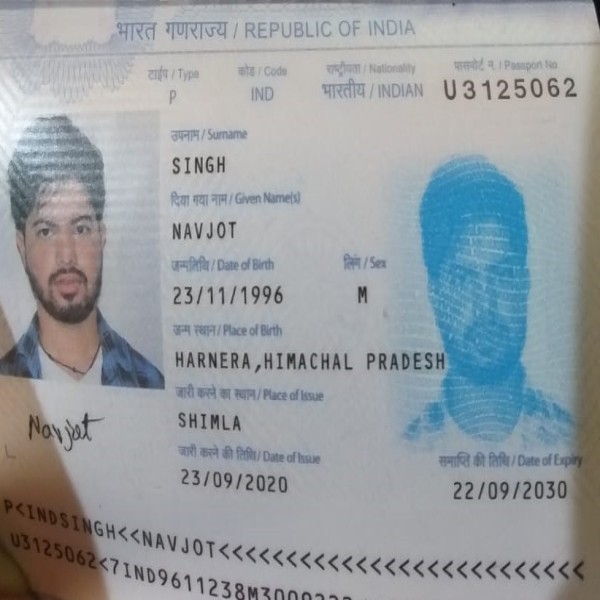 भारत गणराज्य / REPUBLIC OF INDIA
टाईप / Type कोड / Code राष्ट्रीयता / Nationality पासपोर्ट न. / Passport No.
P IND भारतीय / INDIAN U3125062
उपनाम / Surname
SINGH
दिया गया नाम / Given Name(s)
NAVJOT
जन्मतिथि / Date of Birth लिंग / Sex
23/11/1996 M
जन्म स्थान / Place of Birth
HARNERA,HIMACHAL PRADESH
जारी करने का स्थान / Place of Issue
SHIMLA
Navjot
जारी करने की तिथि / Date of Issue समाप्ति की तिथि / Date of Expiry
23/09/2020 22/09/2030
P<INDSINGH<<NAVJOT<<<<<<<<<<<<<<<<<<<<<<<<<<
U3125062<7IND9611238M